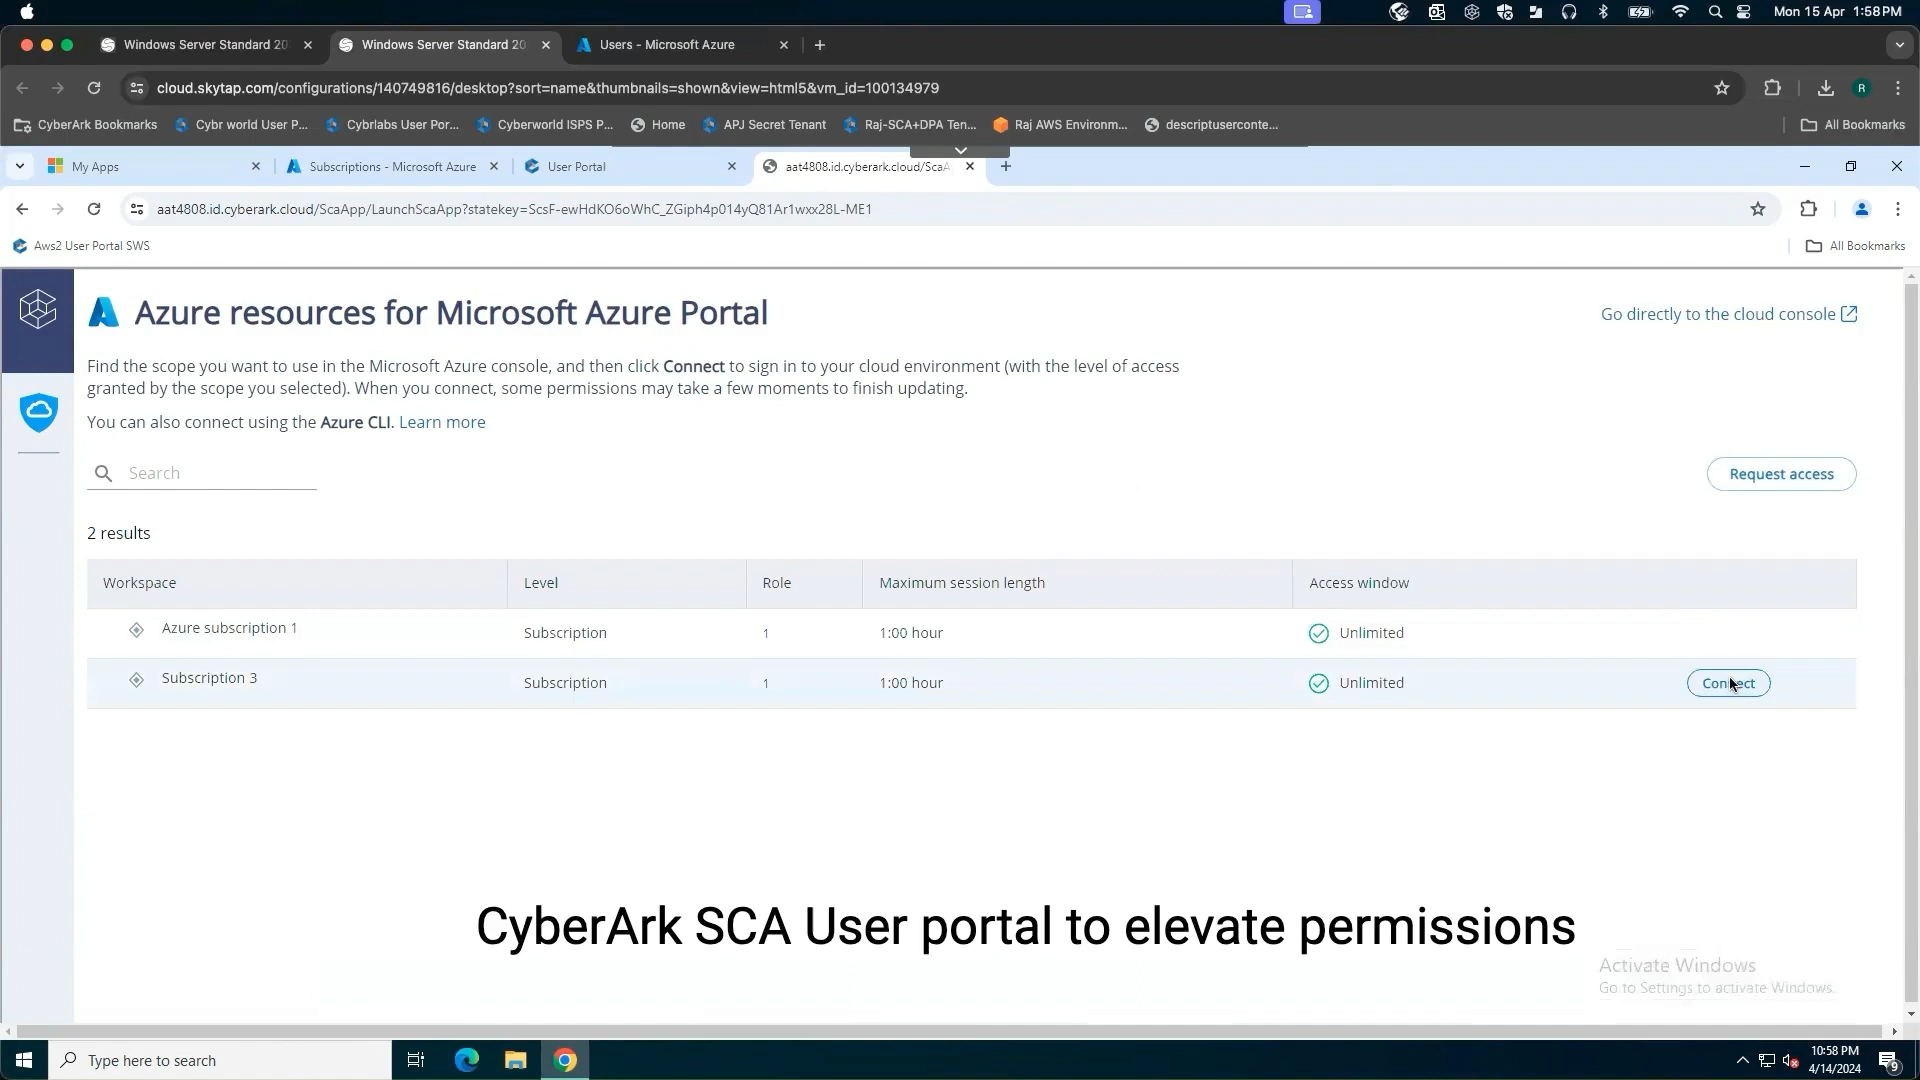 Mon 15 Apr 1:58 PM
Windows Server Standard 20
Windows Server Standard 20
Users - Microsoft Azure
cloud.skytap.com/configurations/140749816/desktop?sort=name&thumbnails=shown&view=html5&vm_id=100134979
R
CyberArk Bookmarks
Cybr world User P...
Cybrlabs User Por...
Cyberworld ISPS P...
Home
APJ Secret Tenant
Raj-SCA+DPA Ten...
Raj AWS Environm...
descriptuserconte...
All Bookmarks
My Apps
Subscriptions - Microsoft Azure
User Portal
aat4808.id.cyberark.cloud/ScaA
aat4808.id.cyberark.cloud/ScaApp/LaunchScaApp?statekey=ScsF-ewHdKO6oWhC_ZGiph4p014yQ81Ar1wxx28L-ME1
Aws2 User Portal SWS
All Bookmarks
Azure resources for Microsoft Azure Portal
Go directly to the cloud console
Find the scope you want to use in the Microsoft Azure console, and then click Connect to sign in to your cloud environment (with the level of access
granted by the scope you selected). When you connect, some permissions may take a few moments to finish updating.
You can also connect using the Azure CLI. Learn more
Search
Request access
2 results
Workspace Level Role Maximum session length Access window
Azure subscription 1 Subscription 1 1:00 hour Unlimited
Subscription 3 Subscription 1 1:00 hour Unlimited Connect
CyberArk SCA User portal to elevate permissions
Activate Windows
Go to Settings to activate Windows.
Type here to search
10:58 PM
4/14/2024
9